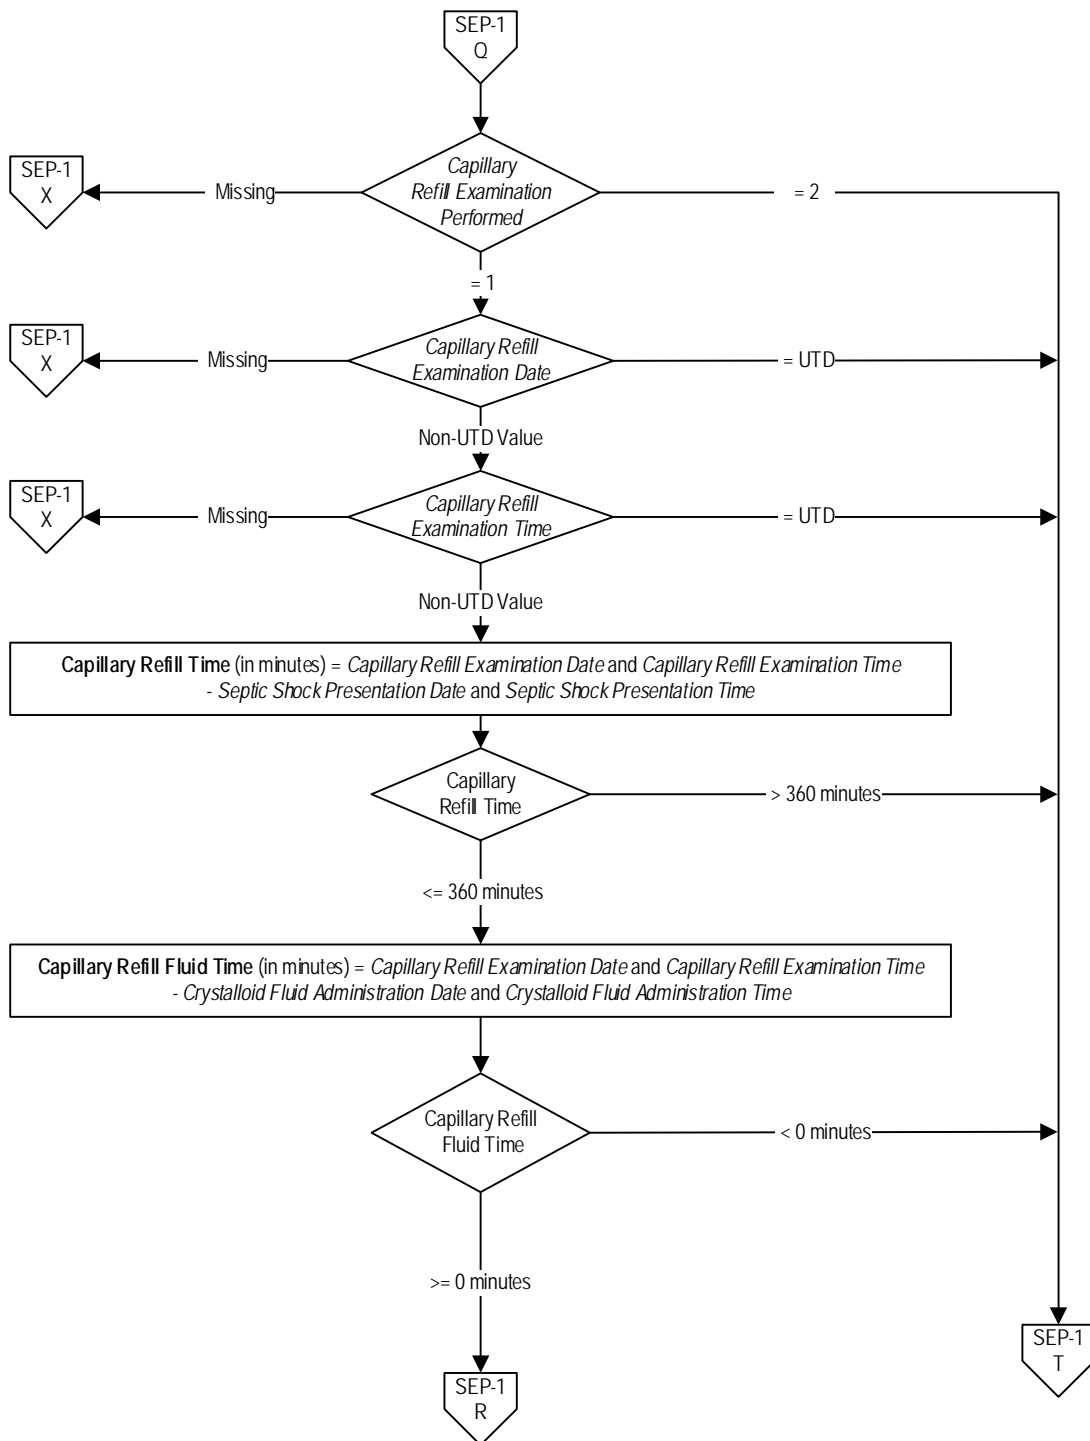 SEP-1
Q
Capillary
Refill Examination
Performed
SEP-1
X
Missing
= 2
= 1
Capillary Refill
Examination Date
SEP-1
X
Missing
= UTD
Non-UTD Value
Capillary Refill
Examination Time
SEP-1
X
Missing
= UTD
Non-UTD Value
Capillary Refill Time (in minutes) = Capillary Refill Examination Date and Capillary Refill Examination Time
- Septic Shock Presentation Date and Septic Shock Presentation Time
Capillary
Refill Time
> 360 minutes
<= 360 minutes
Capillary Refill Fluid Time (in minutes) = Capillary Refill Examination Date and Capillary Refill Examination Time
- Crystalloid Fluid Administration Date and Crystalloid Fluid Administration Time
Capillary Refill
Fluid Time
< 0 minutes
>= 0 minutes
SEP-1
T
SEP-1
R